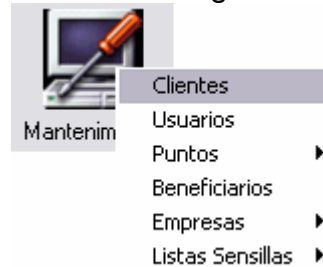 Clientes
Usuarios
Mantenim
Puntos
Beneficiarios
Empresas
Listas Sensillas